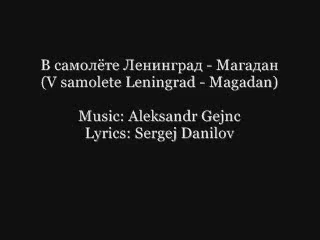 В самолёте Ленинград - Магадан
(V samolete Leningrad - Magadan)
Music: Aleksandr Gejnc
Lyrics: Sergej Danilov